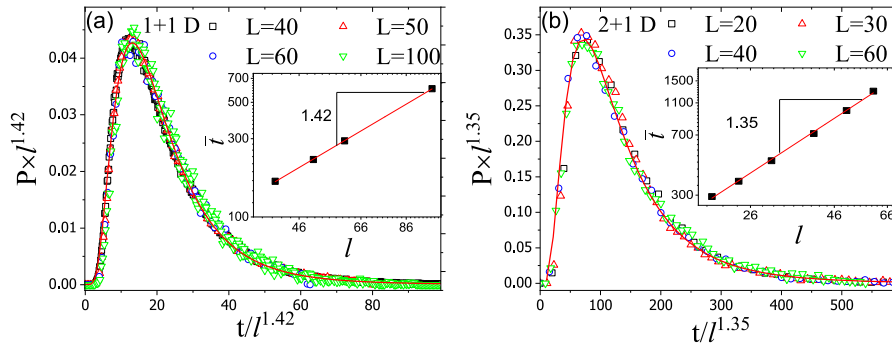 (a) 1+1 D L=40 L=50
L=60 L=100
P×l^1.42
0.04
0.03
0.02
0.01
0.00
0 20 40 60 80
t/l^1.42
t̄
700
500
300
100
1.42
46 66 86
l
(b) 2+1 D L=20 L=30
L=40 L=60
P×l^1.35
0.35
0.30
0.25
0.20
0.15
0.10
0.05
0.00
0 100 200 300 400 500
t/l^1.35
t̄
1500
1100
700
300
1.35
26 46 66
l